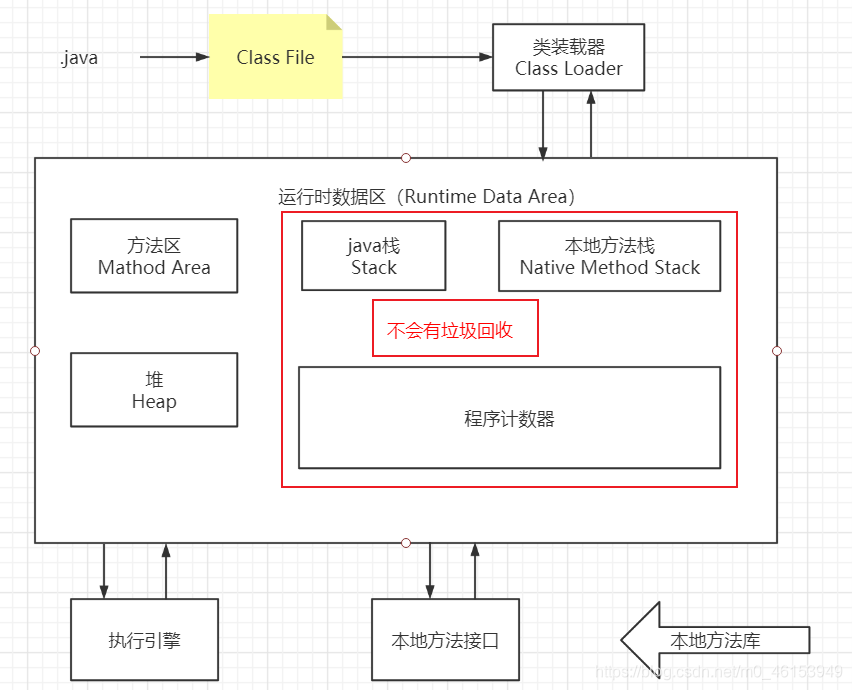 .java
Class File
类装载器
Class Loader
运行时数据区（Runtime Data Area）
方法区
Mathod Area
java栈
Stack
本地方法栈
Native Method Stack
不会有垃圾回收
堆
Heap
程序计数器
执行引擎
本地方法接口
本地方法库
https://blog.csdn.net/m0_46153949